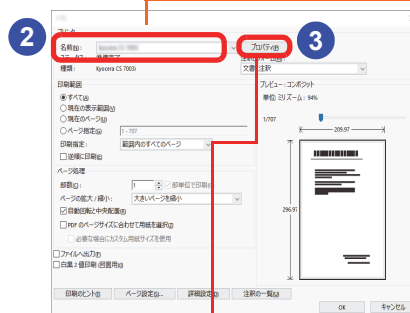 プリンタ
2
3
名前(N): プロパティ(P)
種類: Kyocera CS 7003i
文書 注釈
印刷範囲
プレビュー : コンポジット
すべて(A)
単位: ミリ ズーム : 94%
現在の表示範囲(V)
現在のページ(U)
1/707
ページ指定(G) 1 - 707
209.97
印刷指定: 範囲内すべてのページ
逆順に印刷(E)
ページ処理
部数(C): 1 部単位で印刷(O)
ページの拡大 / 縮小: 大きいページを縮小
296.97
自動回転と中央配置(R)
PDF のページサイズに合わせて用紙を選択(Z)
必要な場合にカスタム用紙サイズを使用
ファイルへ出力(F)
白黒 2 値印刷 (図面用)(K)
印刷のヒント(T) ページ設定(S)... 詳細設定(D) 注釈の一覧(M)
OK キャンセル